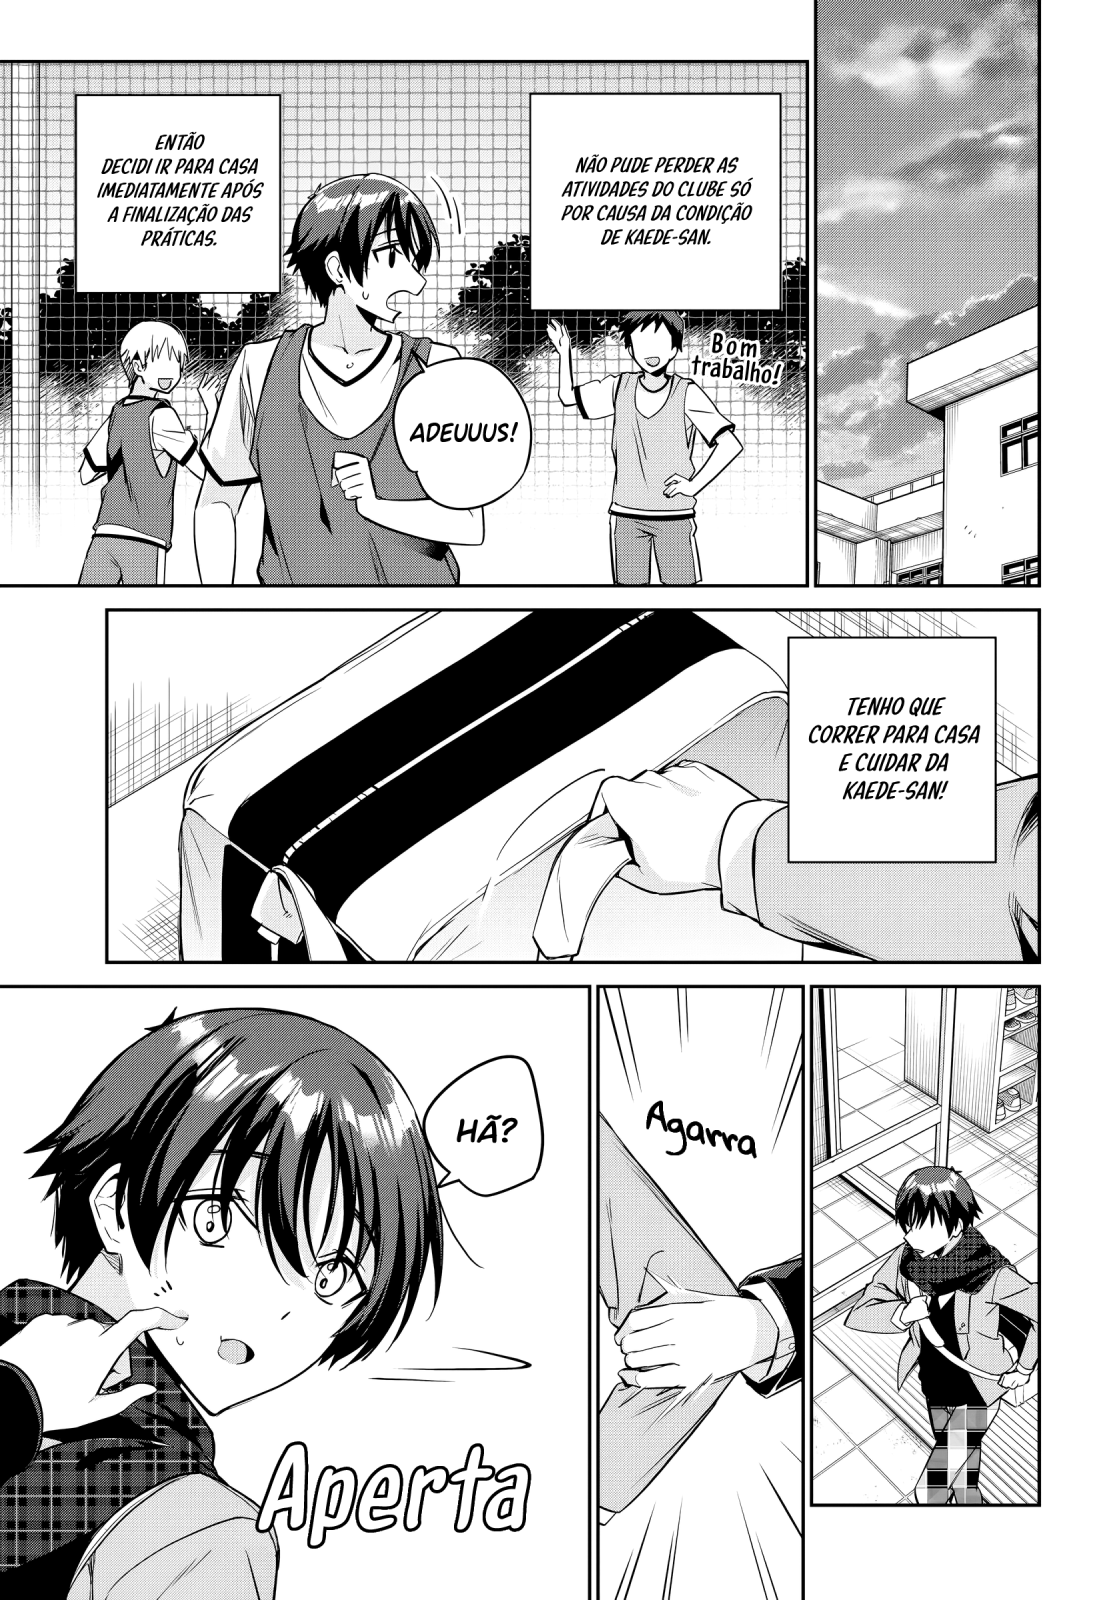 NÃO PUDE PERDER AS
ATIVIDADES DO CLUBE SÓ
POR CAUSA DA CONDIÇÃO
DE KAEDE-SAN.
Bom
trabalho!
ADEUUUS!
ENTÃO
DECIDI IR PARA CASA
IMEDIATAMENTE APÓS
A FINALIZAÇÃO DAS
PRÁTICAS.
TENHO QUE
CORRER PARA CASA
E CUIDAR DA
KAEDE-SAN!
Agarra
HÃ?
Aperta